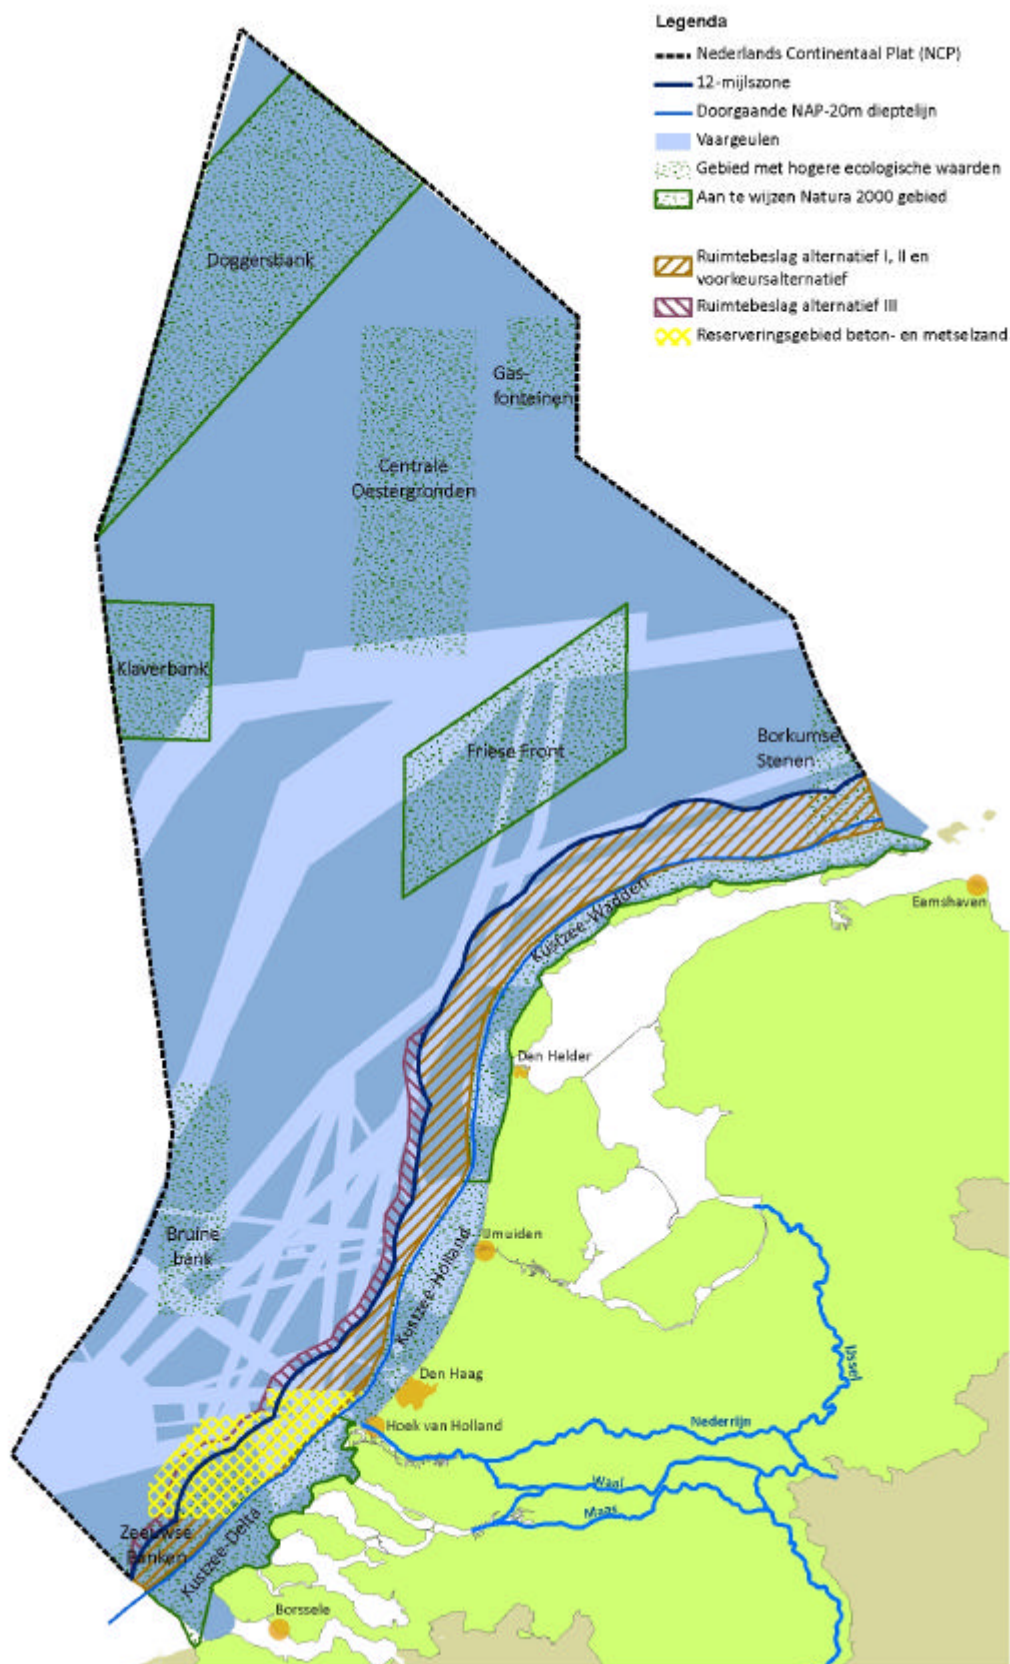 Legenda
Nederlands Continentaal Plat (NCP)
12-mijlszone
Doorgaande NAP-20m dieptelijn
Vaargeulen
Gebied met hogere ecologische waarden
Aan te wijzen Natura 2000 gebied
Ruimtebeslag alternatief I, II en
voorkeursalternatief
Ruimtebeslag alternatief III
Reserveringsgebied beton- en metselzand
Doggersbank
Gas-
fonteinen
Centrale
Oestergronden
Klaverbank
Friese Front
Borkumse
Stenen
Eemshaven
Kustzee-Wadden
Den Helder
Bruine
bank
IJmuiden
Kustzee-Holland
Den Haag
Hoek van Holland
IJssel
Nederrijn
Waal
Maas
Zeeuwse
Banken
Kustzee-Delta
Borssele